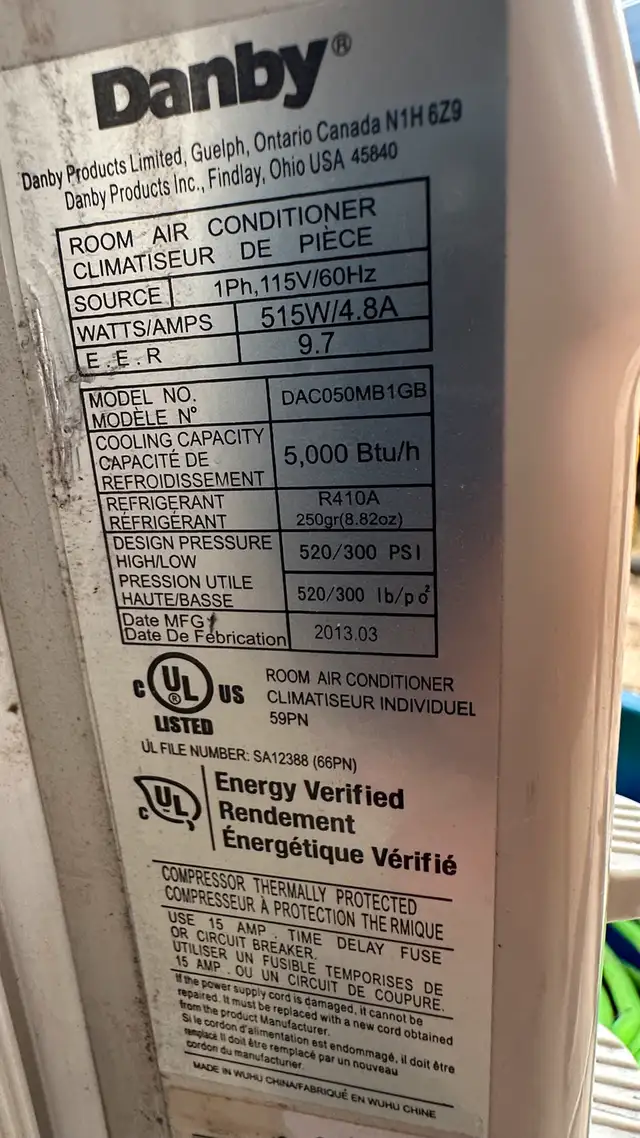 Danby®
Danby Products Limited, Guelph, Ontario Canada N1H 6Z9
Danby Products Inc., Findlay, Ohio USA 45840
ROOM AIR CONDITIONER
CLIMATISEUR DE PIÈCE
SOURCE 1Ph,115V/60Hz
WATTS/AMPS 515W/4.8A
E.E.R 9.7
MODEL NO. DAC050MB1GB
MODÈLE N°
COOLING CAPACITY 5,000 Btu/h
CAPACITÉ DE
REFROIDISSEMENT
REFRIGERANT R410A
RÉFRIGÉRANT 250gr(8.82oz)
DESIGN PRESSURE 520/300 PSI
HIGH/LOW
PRESSION UTILE 520/300 lb/po²
HAUTE/BASSE
Date MFG 2013.03
Date De Febrication
C UL® US ROOM AIR CONDITIONER
LISTED CLIMATISEUR INDIVIDUEL
59PN
UL FILE NUMBER: SA12388 (66PN)
C UL Energy Verified
Rendement
Énergétique Vérifié
COMPRESSOR THERMALLY PROTECTED
COMPRESSEUR À PROTECTION THERMIQUE
USE 15 AMP . TIME DELAY FUSE
OR CIRCUIT BREAKER.
UTILISER UN FUSIBLE TEMPORISES DE
15 AMP . OU UN CIRCUIT DE COUPURE.
If the power supply cord is damaged, it cannot be
repaired. It must be replaced with a new cord obtained
from the product Manufacturer.
Si le cordon d'alimentation est endommagé, il doit être
remplacé Il doit être remplacé par un nouveau
cordon du manufacturier.
MADE IN WUHU CHINA/FABRIQUÉ EN WUHU CHINE